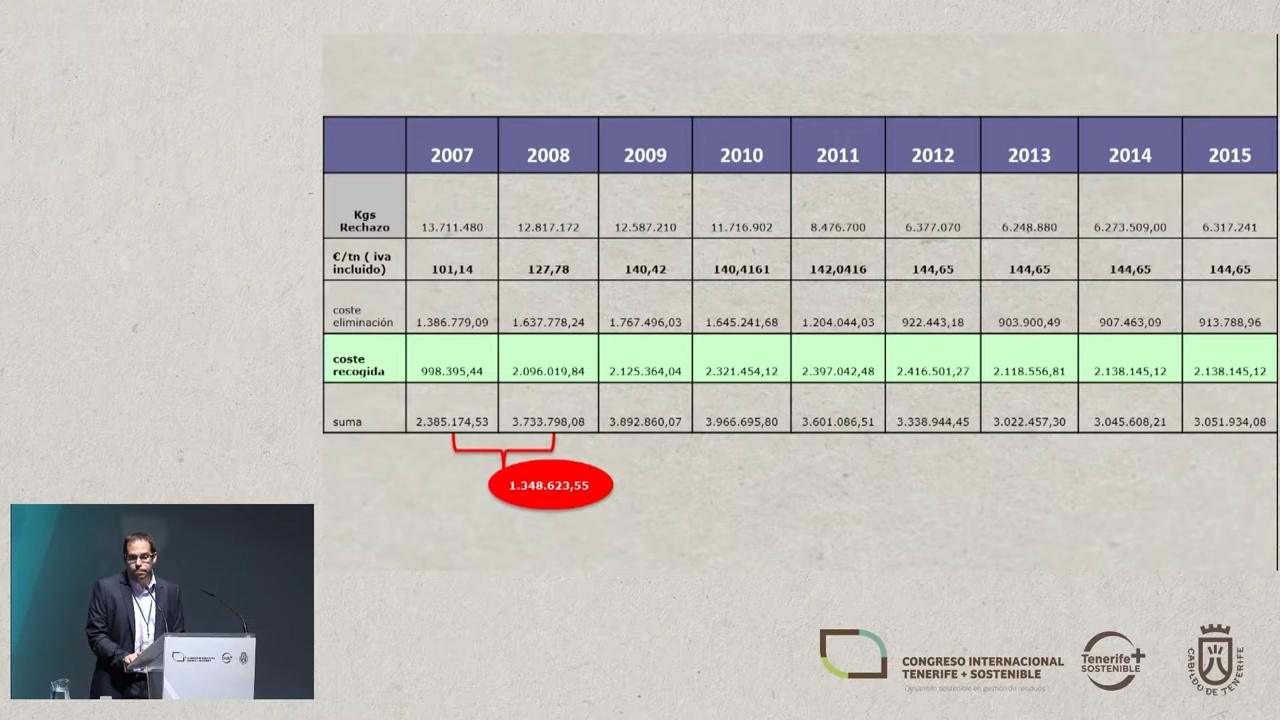 2007 2008 2009 2010 2011 2012 2013 2014 2015
Kgs
Rechazo
13.711.480 12.817.172 12.587.210 11.716.902 8.476.700 6.377.070 6.248.880 6.273.509,00 6.317.241
€/tn ( iva
incluido)
101,14 127,78 140,42 140,4161 142,0416 144,65 144,65 144,65 144,65
coste
eliminación
1.386.779,09 1.637.778,24 1.767.496,03 1.645.241,68 1.204.044,03 922.443,18 903.900,49 907.463,09 913.788,96
coste
recogida
998.395,44 2.096.019,84 2.125.364,04 2.321.454,12 2.397.042,48 2.416.501,27 2.118.556,81 2.138.145,12 2.138.145,12
suma
2.385.174,53 3.733.798,08 3.892.860,07 3.966.695,80 3.601.086,51 3.338.944,45 3.022.457,30 3.045.608,21 3.051.934,08
1.348.623,55
CONGRESO INTERNACIONAL
TENERIFE + SOSTENIBLE
Desarrollo sostenible en gestión de residuos
Tenerife+
SOSTENIBLE
CABILDO DE TENERIFE